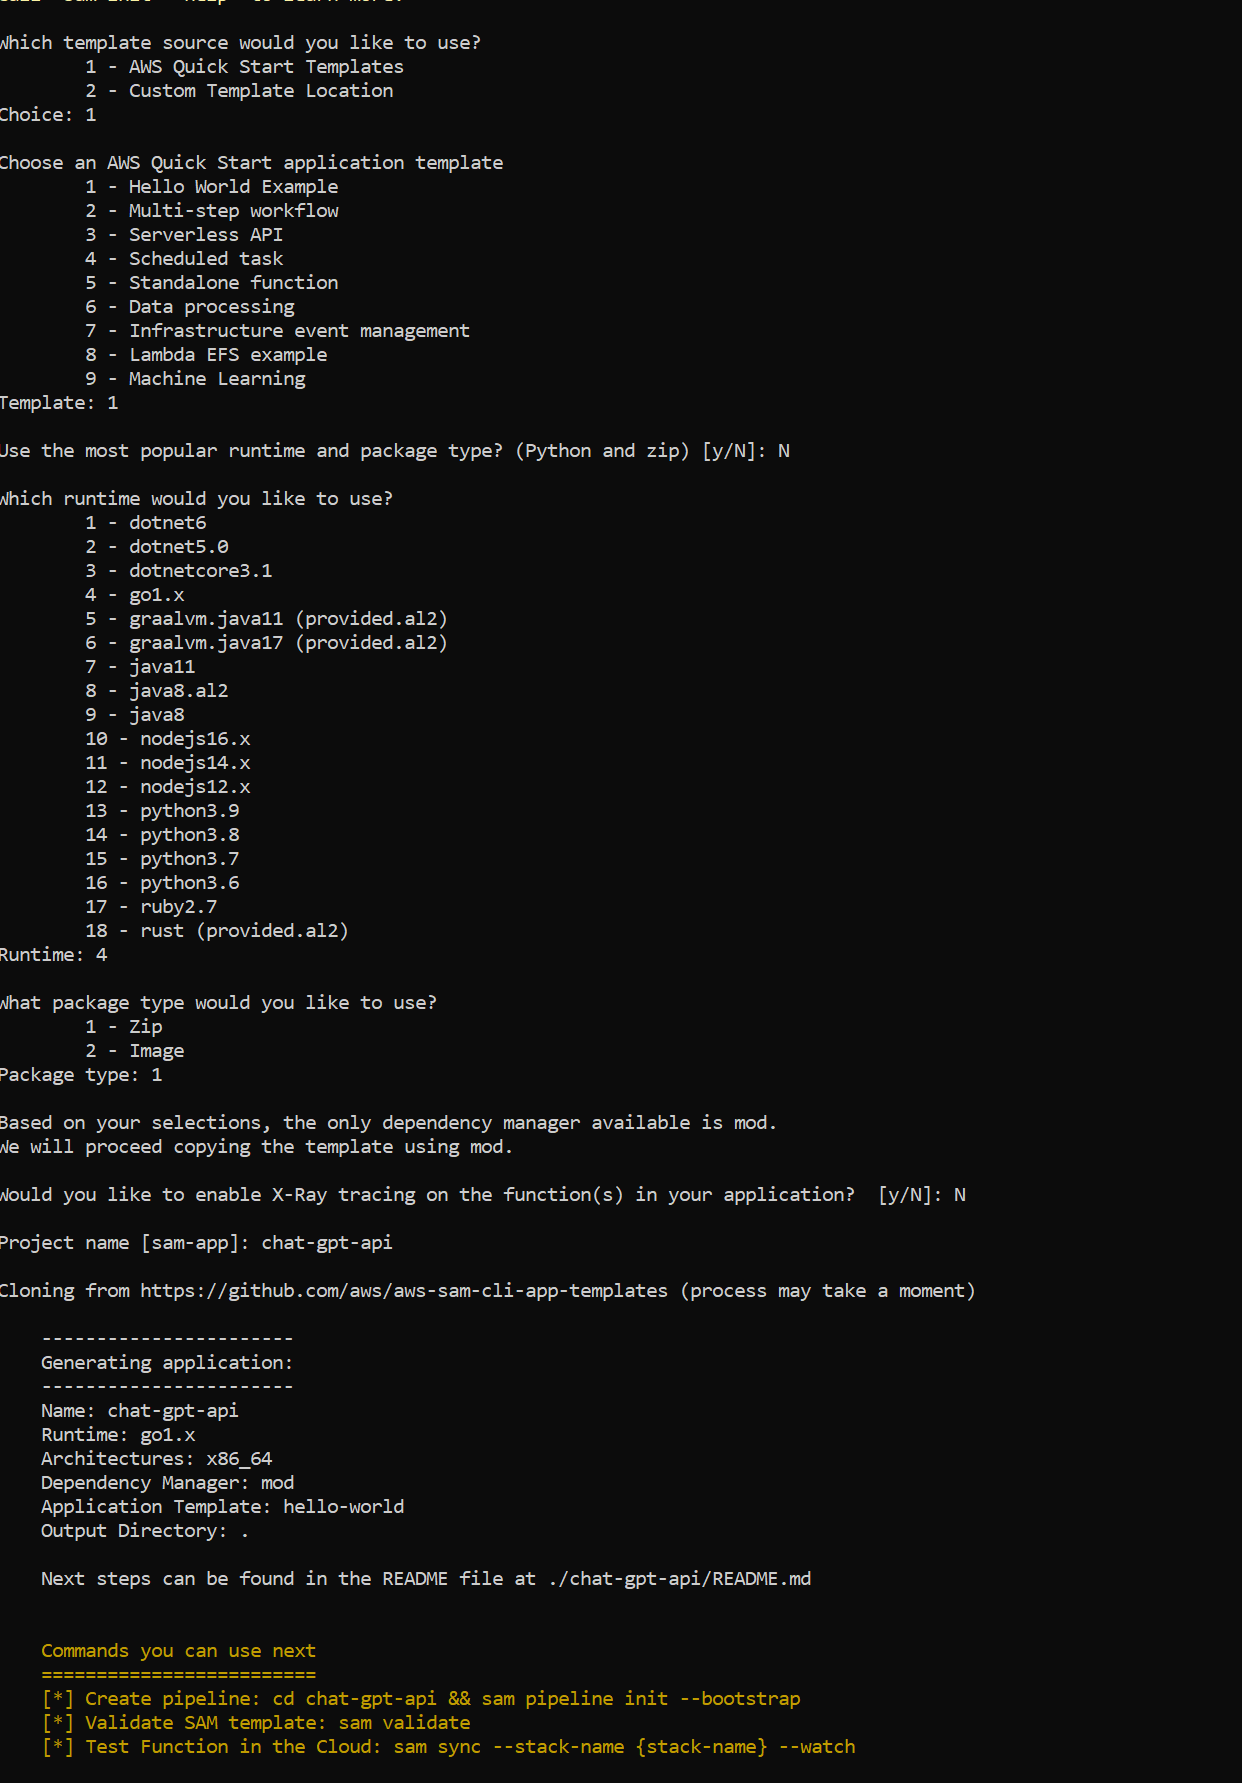 Which template source would you like to use?
1 - AWS Quick Start Templates
2 - Custom Template Location
Choice: 1
Choose an AWS Quick Start application template
1 - Hello World Example
2 - Multi-step workflow
3 - Serverless API
4 - Scheduled task
5 - Standalone function
6 - Data processing
7 - Infrastructure event management
8 - Lambda EFS example
9 - Machine Learning
Template: 1
Use the most popular runtime and package type? (Python and zip) [y/N]: N
Which runtime would you like to use?
1 - dotnet6
2 - dotnet5.0
3 - dotnetcore3.1
4 - go1.x
5 - graalvm.java11 (provided.al2)
6 - graalvm.java17 (provided.al2)
7 - java11
8 - java8.al2
9 - java8
10 - nodejs16.x
11 - nodejs14.x
12 - nodejs12.x
13 - python3.9
14 - python3.8
15 - python3.7
16 - python3.6
17 - ruby2.7
18 - rust (provided.al2)
Runtime: 4
What package type would you like to use?
1 - Zip
2 - Image
Package type: 1
Based on your selections, the only dependency manager available is mod.
We will proceed copying the template using mod.
Would you like to enable X-Ray tracing on the function(s) in your application?  [y/N]: N
Project name [sam-app]: chat-gpt-api
Cloning from https://github.com/aws/aws-sam-cli-app-templates (process may take a moment)
-----------------------
Generating application:
-----------------------
Name: chat-gpt-api
Runtime: go1.x
Architectures: x86_64
Dependency Manager: mod
Application Template: hello-world
Output Directory: .
Next steps can be found in the README file at ./chat-gpt-api/README.md
Commands you can use next
=========================
[*] Create pipeline: cd chat-gpt-api && sam pipeline init --bootstrap
[*] Validate SAM template: sam validate
[*] Test Function in the Cloud: sam sync --stack-name {stack-name} --watch